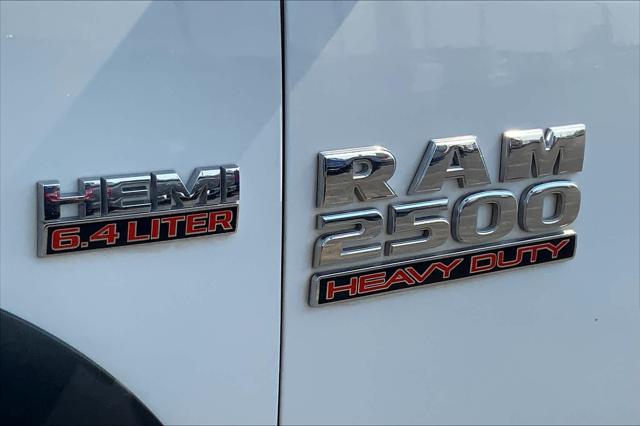 HEMI
6.4 LITER
RAM
2500
HEAVY DUTY